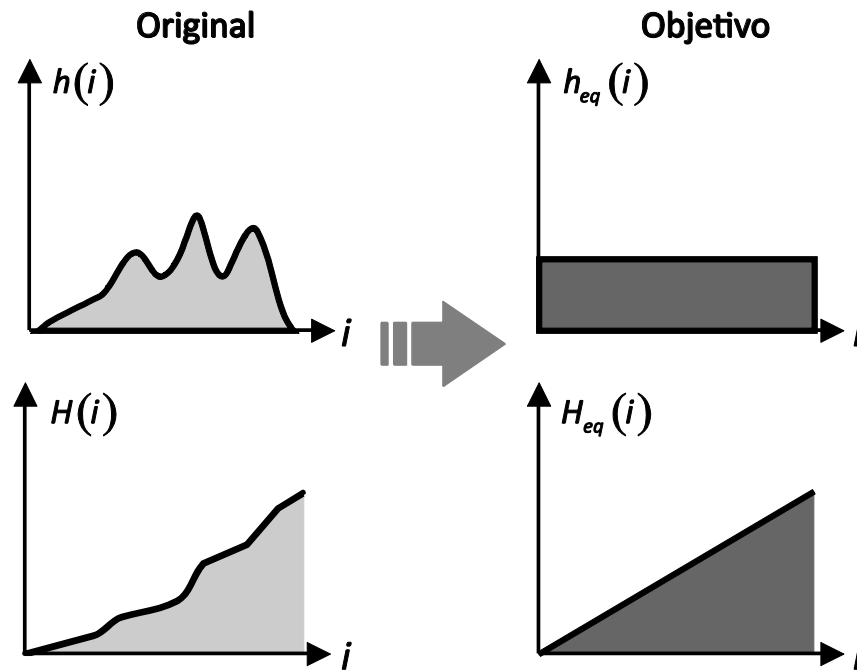 Original
Objetivo
h(i)
h_eq(i)
i
i
H(i)
H_eq(i)
i
i